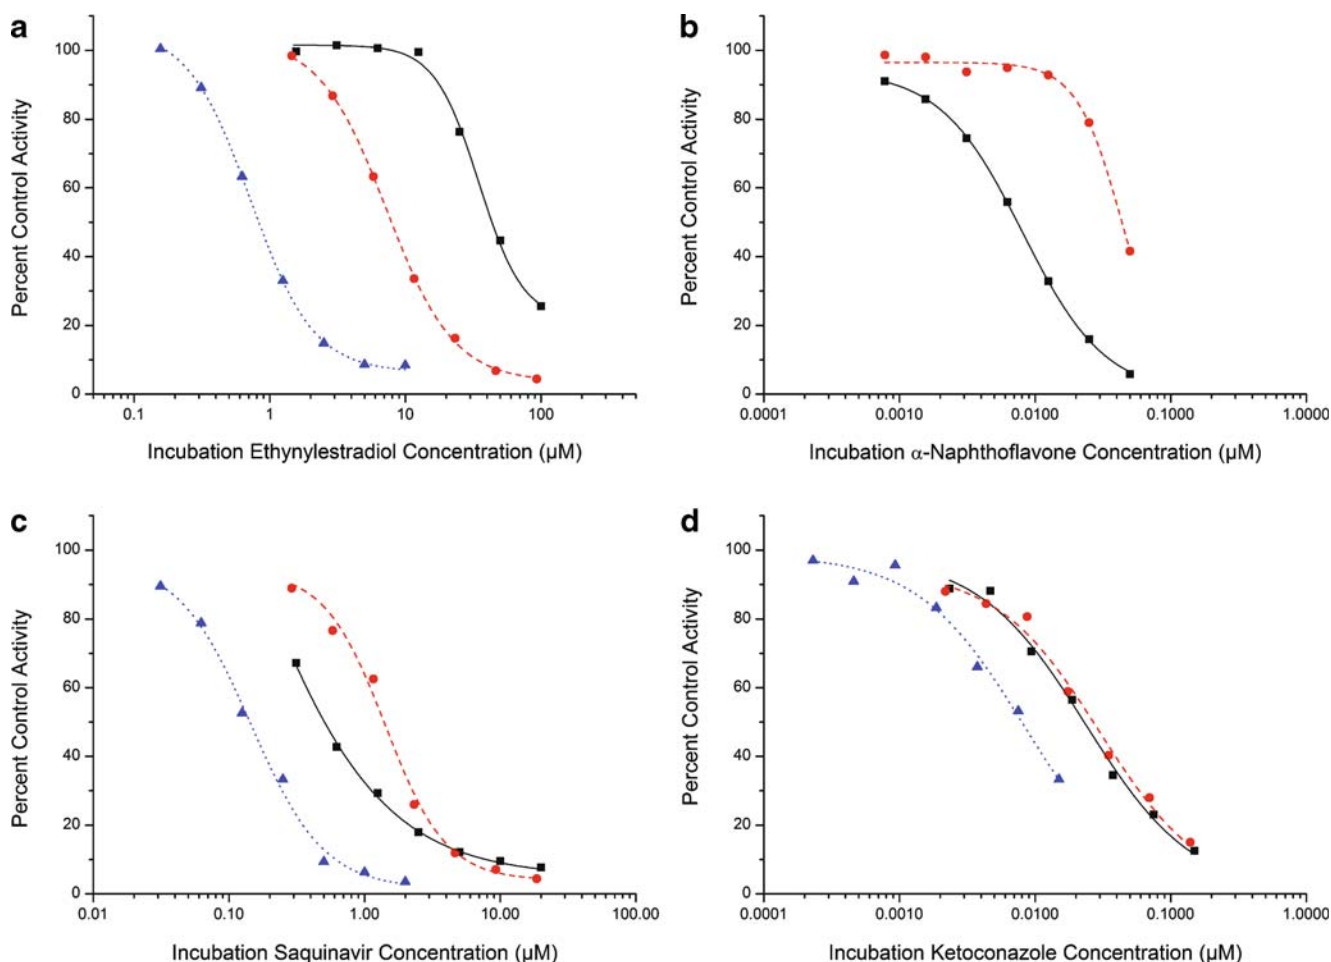 a
100
80
60
40
20
0
Percent Control Activity
0.1 1 10 100
Incubation Ethynylestradiol Concentration (μM)
b
100
80
60
40
20
0
Percent Control Activity
0.0001 0.0010 0.0100 0.1000 1.0000
Incubation α-Naphthoflavone Concentration (μM)
c
100
80
60
40
20
0
Percent Control Activity
0.01 0.10 1.00 10.00 100.00
Incubation Saquinavir Concentration (μM)
d
100
80
60
40
20
0
Percent Control Activity
0.0001 0.0010 0.0100 0.1000 1.0000
Incubation Ketoconazole Concentration (μM)